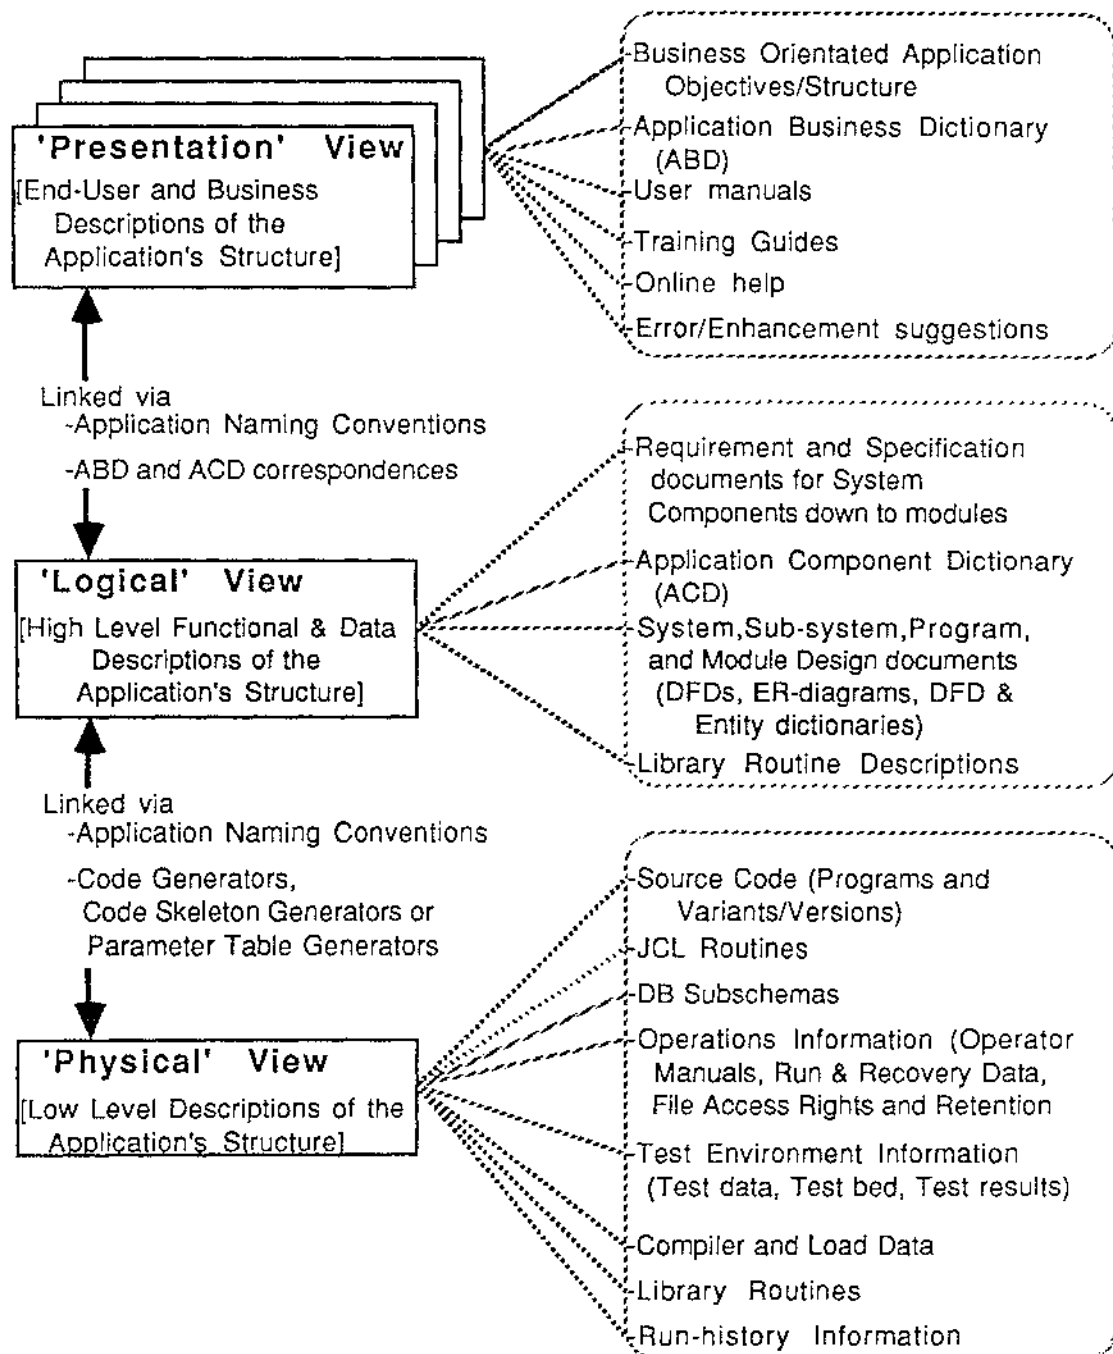 'Presentation' View
[End-User and Business
Descriptions of the
Application's Structure]
-Business Orientated Application
Objectives/Structure
-Application Business Dictionary
(ABD)
-User manuals
-Training Guides
-Online help
-Error/Enhancement suggestions
Linked via
-Application Naming Conventions
-ABD and ACD correspondences
'Logical' View
[High Level Functional & Data
Descriptions of the
Application's Structure]
-Requirement and Specification
documents for System
Components down to modules
-Application Component Dictionary
(ACD)
-System,Sub-system,Program,
and Module Design documents
(DFDs, ER-diagrams, DFD &
Entity dictionaries)
-Library Routine Descriptions
Linked via
-Application Naming Conventions
-Code Generators,
Code Skeleton Generators or
Parameter Table Generators
'Physical' View
[Low Level Descriptions of the
Application's Structure]
-Source Code (Programs and
Variants/Versions)
-JCL Routines
-DB Subschemas
-Operations Information (Operator
Manuals, Run & Recovery Data,
File Access Rights and Retention
-Test Environment Information
(Test data, Test bed, Test results)
-Compiler and Load Data
-Library Routines
-Run-history Information